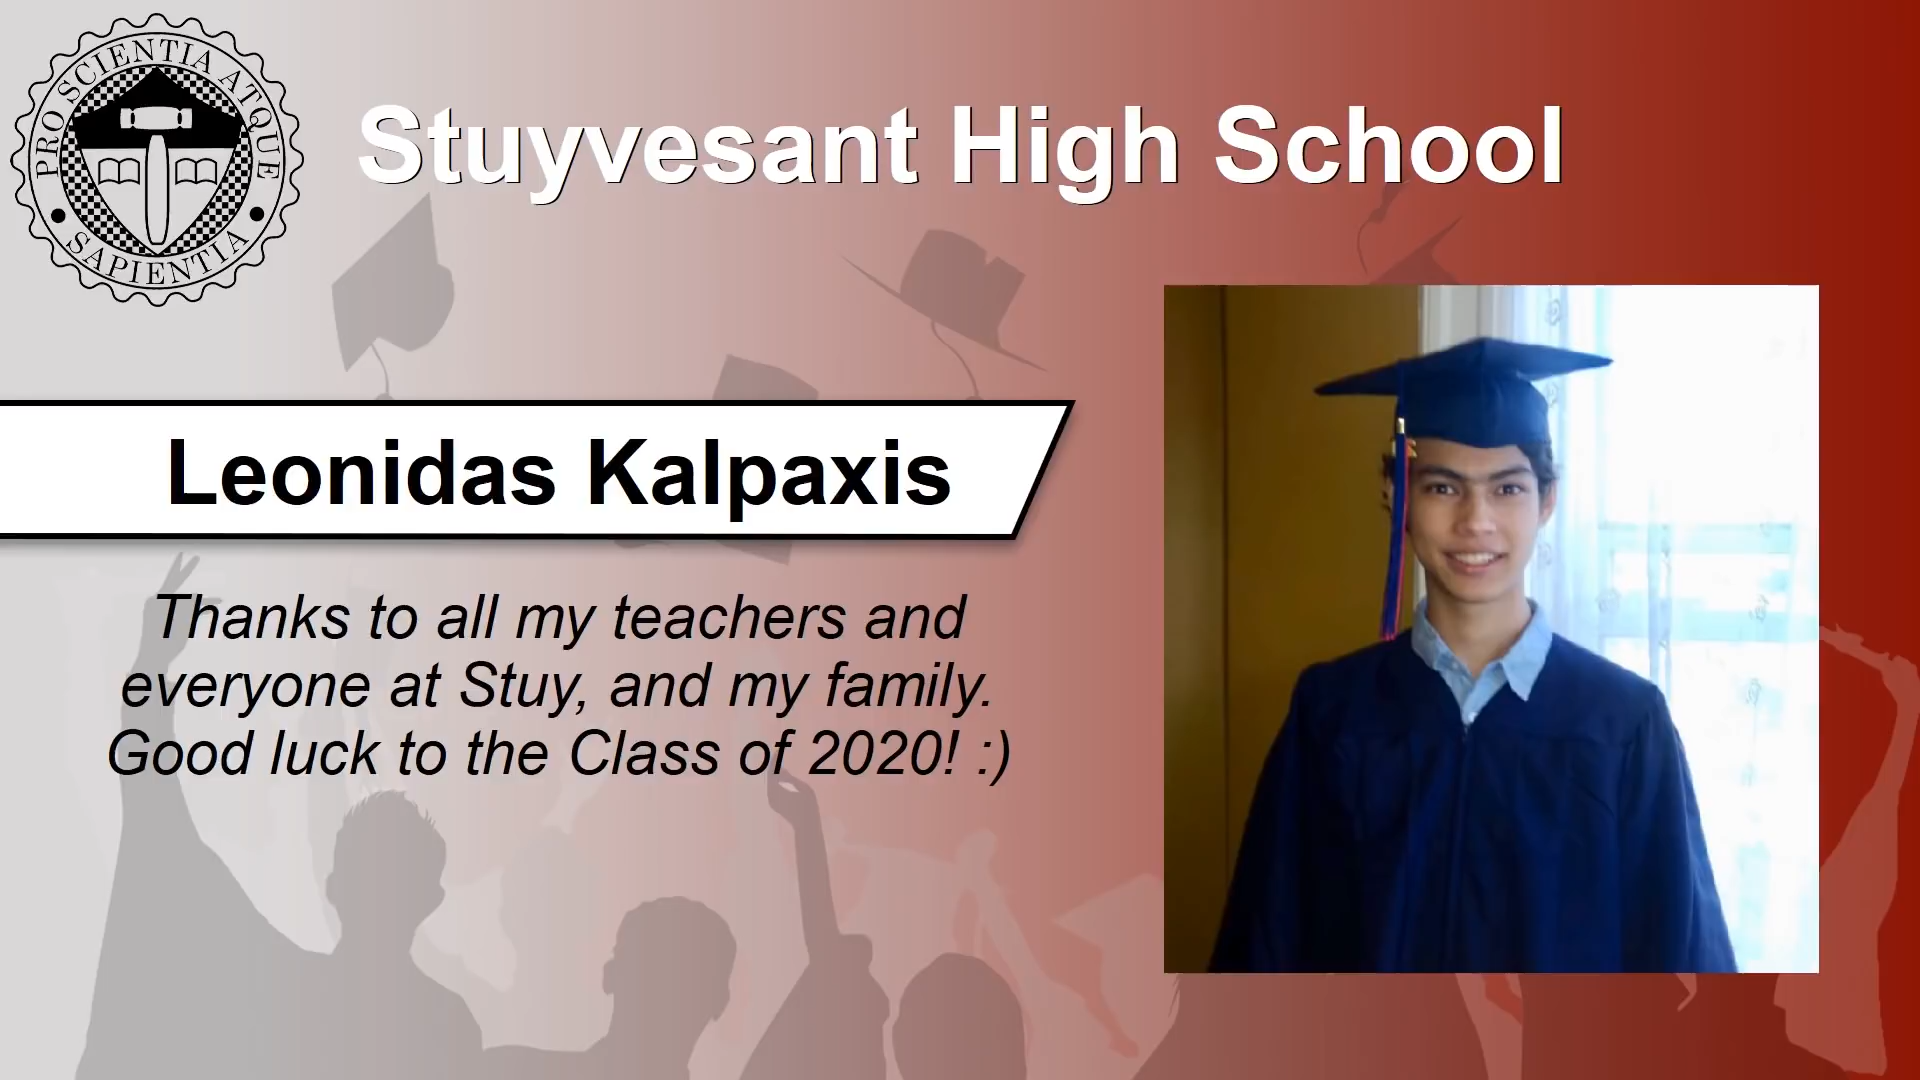 PRO SCIENTIA ATQUE
SAPIENTIA
Stuyvesant High School
Leonidas Kalpaxis
Thanks to all my teachers and
everyone at Stuy, and my family.
Good luck to the Class of 2020! :)